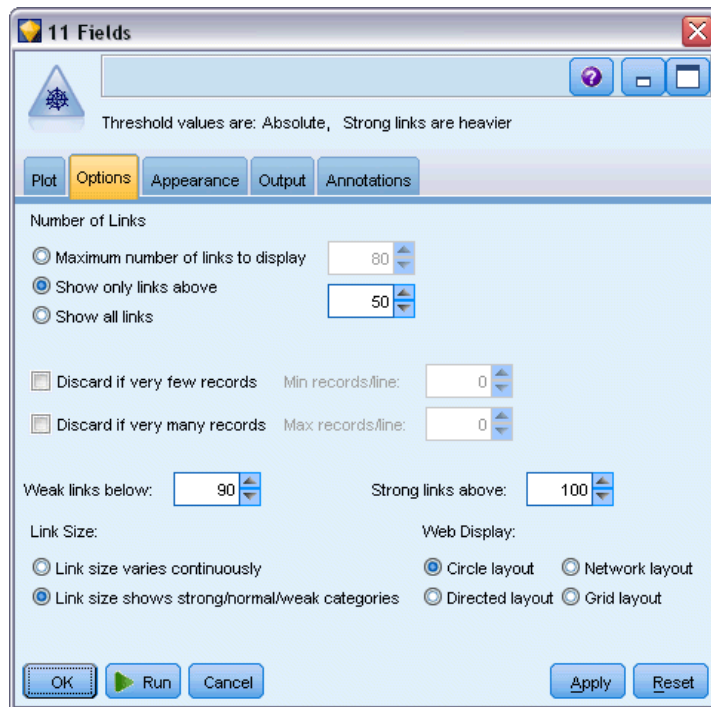 11 Fields
Threshold values are: Absolute, Strong links are heavier
Plot Options Appearance Output Annotations
Number of Links
Maximum number of links to display 80
Show only links above 50
Show all links
Discard if very few records Min records/line: 0
Discard if very many records Max records/line: 0
Weak links below: 90 Strong links above: 100
Link Size: Web Display:
Link size varies continuously Circle layout Network layout
Link size shows strong/normal/weak categories Directed layout Grid layout
OK Run Cancel Apply Reset